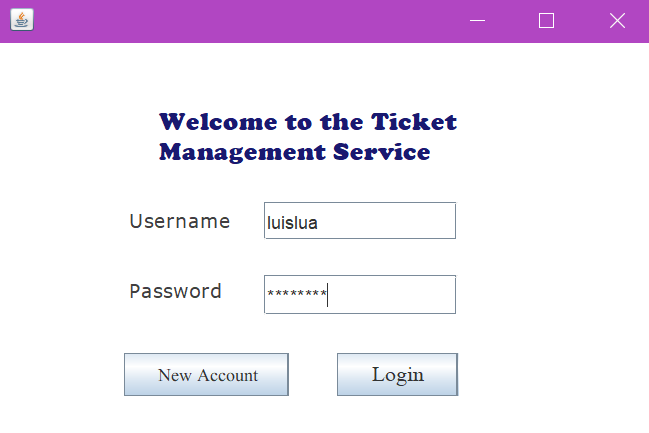 Welcome to the Ticket
Management Service
Username
luislua
Password
********
New Account
Login